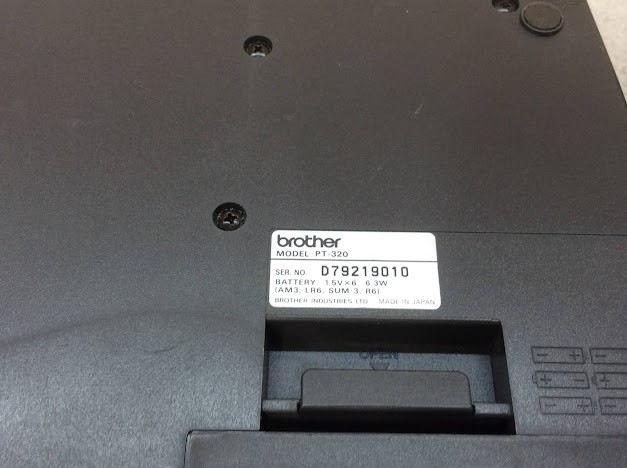 brother
MODEL PT-320
SER. NO. D79219010
BATTERY 1.5V×6 6.3W
(AM3, LR6, SUM-3, R6)
BROTHER INDUSTRIES, LTD. MADE IN JAPAN
OPEN